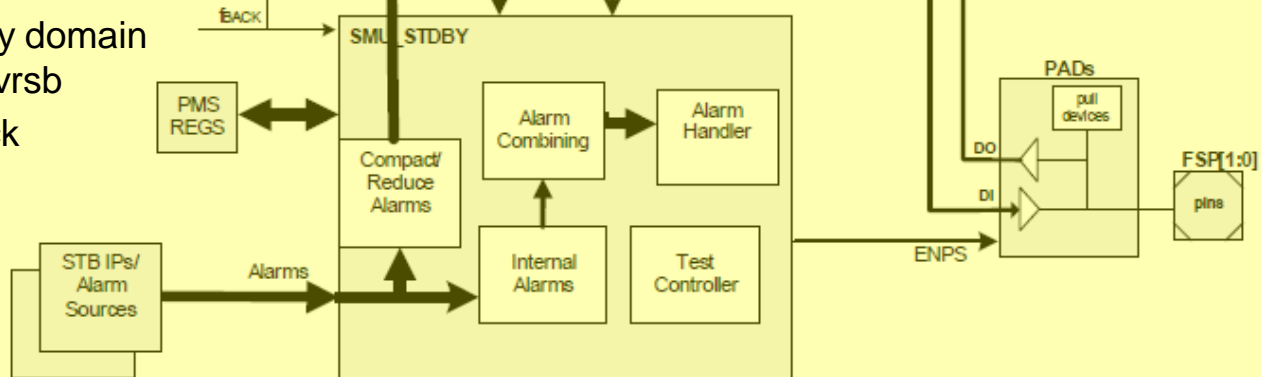 fBACK
y domain
vrsb
ck
SMU_STDBY
PMS
REGS
Compact/
Reduce
Alarms
Alarm
Combining
Alarm
Handler
STB IPs/
Alarm
Sources
Alarms
Internal
Alarms
Test
Controller
ENPS
PADs
pull
devices
DO
DI
FSP[1:0]
pins